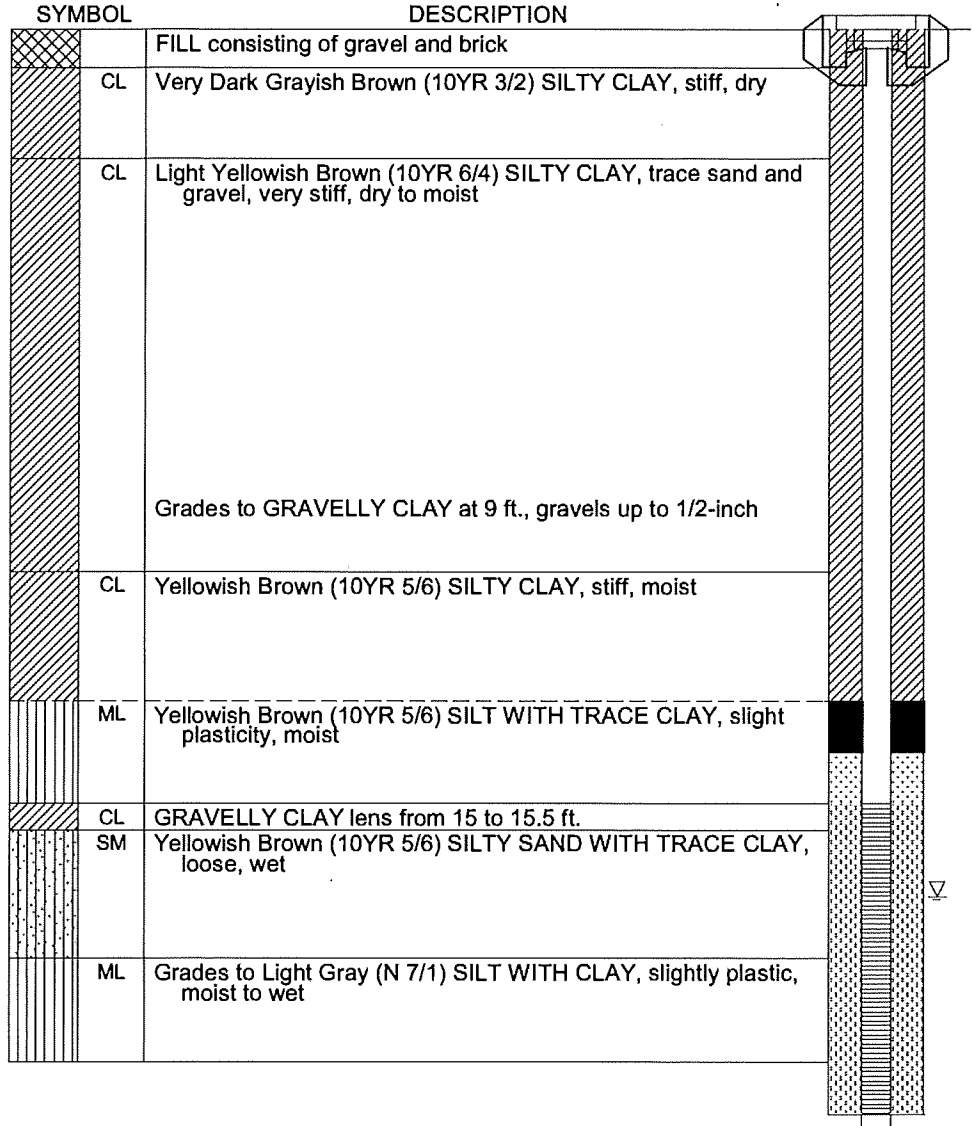 SYMBOL DESCRIPTION
FILL consisting of gravel and brick
CL Very Dark Grayish Brown (10YR 3/2) SILTY CLAY, stiff, dry
CL Light Yellowish Brown (10YR 6/4) SILTY CLAY, trace sand and
gravel, very stiff, dry to moist
Grades to GRAVELLY CLAY at 9 ft., gravels up to 1/2-inch
CL Yellowish Brown (10YR 5/6) SILTY CLAY, stiff, moist
ML Yellowish Brown (10YR 5/6) SILT WITH TRACE CLAY, slight
plasticity, moist
CL GRAVELLY CLAY lens from 15 to 15.5 ft.
SM Yellowish Brown (10YR 5/6) SILTY SAND WITH TRACE CLAY,
loose, wet
ML Grades to Light Gray (N 7/1) SILT WITH CLAY, slightly plastic,
moist to wet